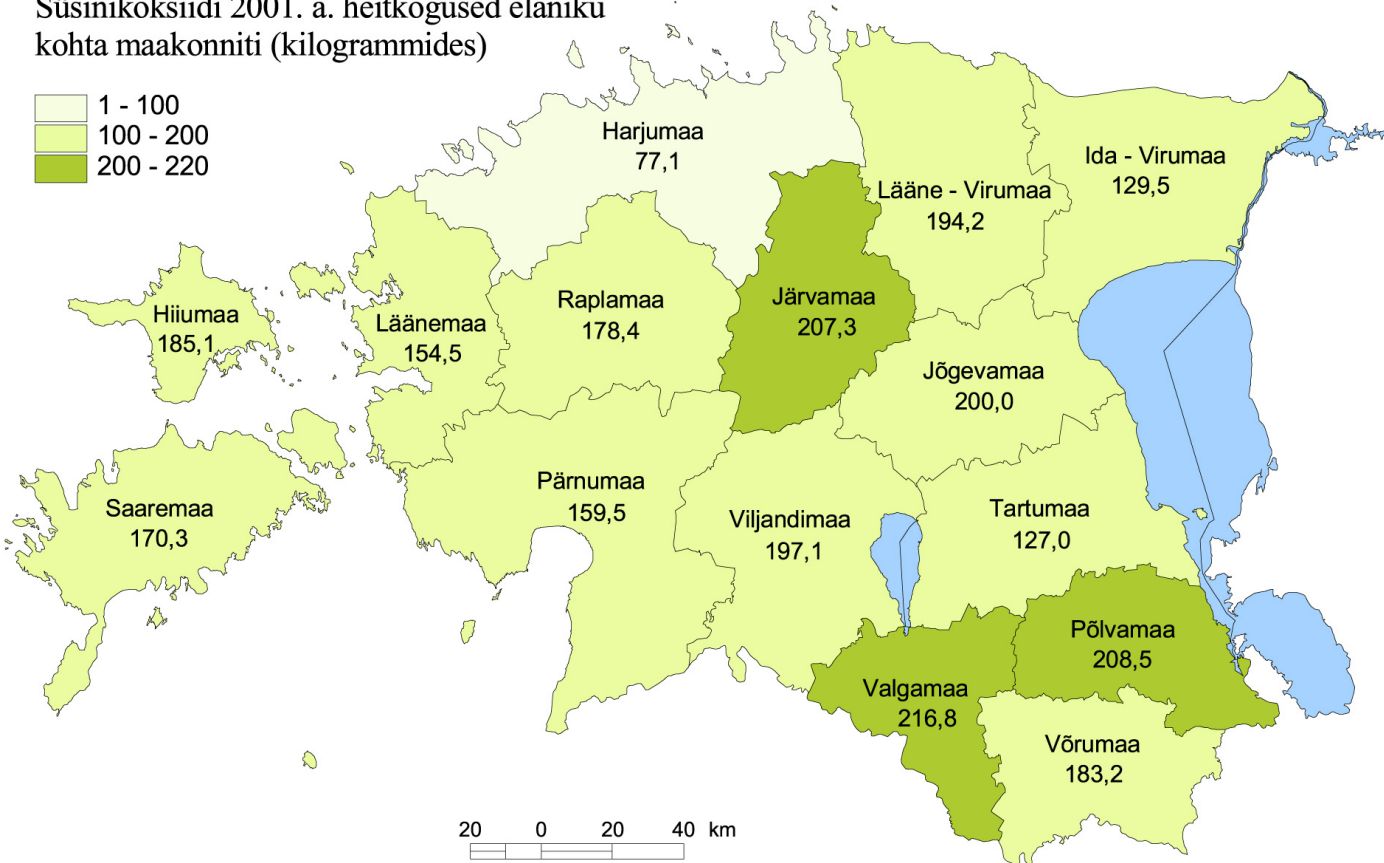 Süsinikoksiidi 2001. a. heitkogused elaniku
kohta maakonniti (kilogrammides)
1 - 100
100 - 200
200 - 220
Harjumaa
77,1
Ida - Virumaa
129,5
Lääne - Virumaa
194,2
Hiiumaa
185,1
Läänemaa
154,5
Raplamaa
178,4
Järvamaa
207,3
Jõgevamaa
200,0
Saaremaa
170,3
Pärnumaa
159,5
Viljandimaa
197,1
Tartumaa
127,0
Põlvamaa
208,5
Valgamaa
216,8
Võrumaa
183,2
20 0 20 40 km